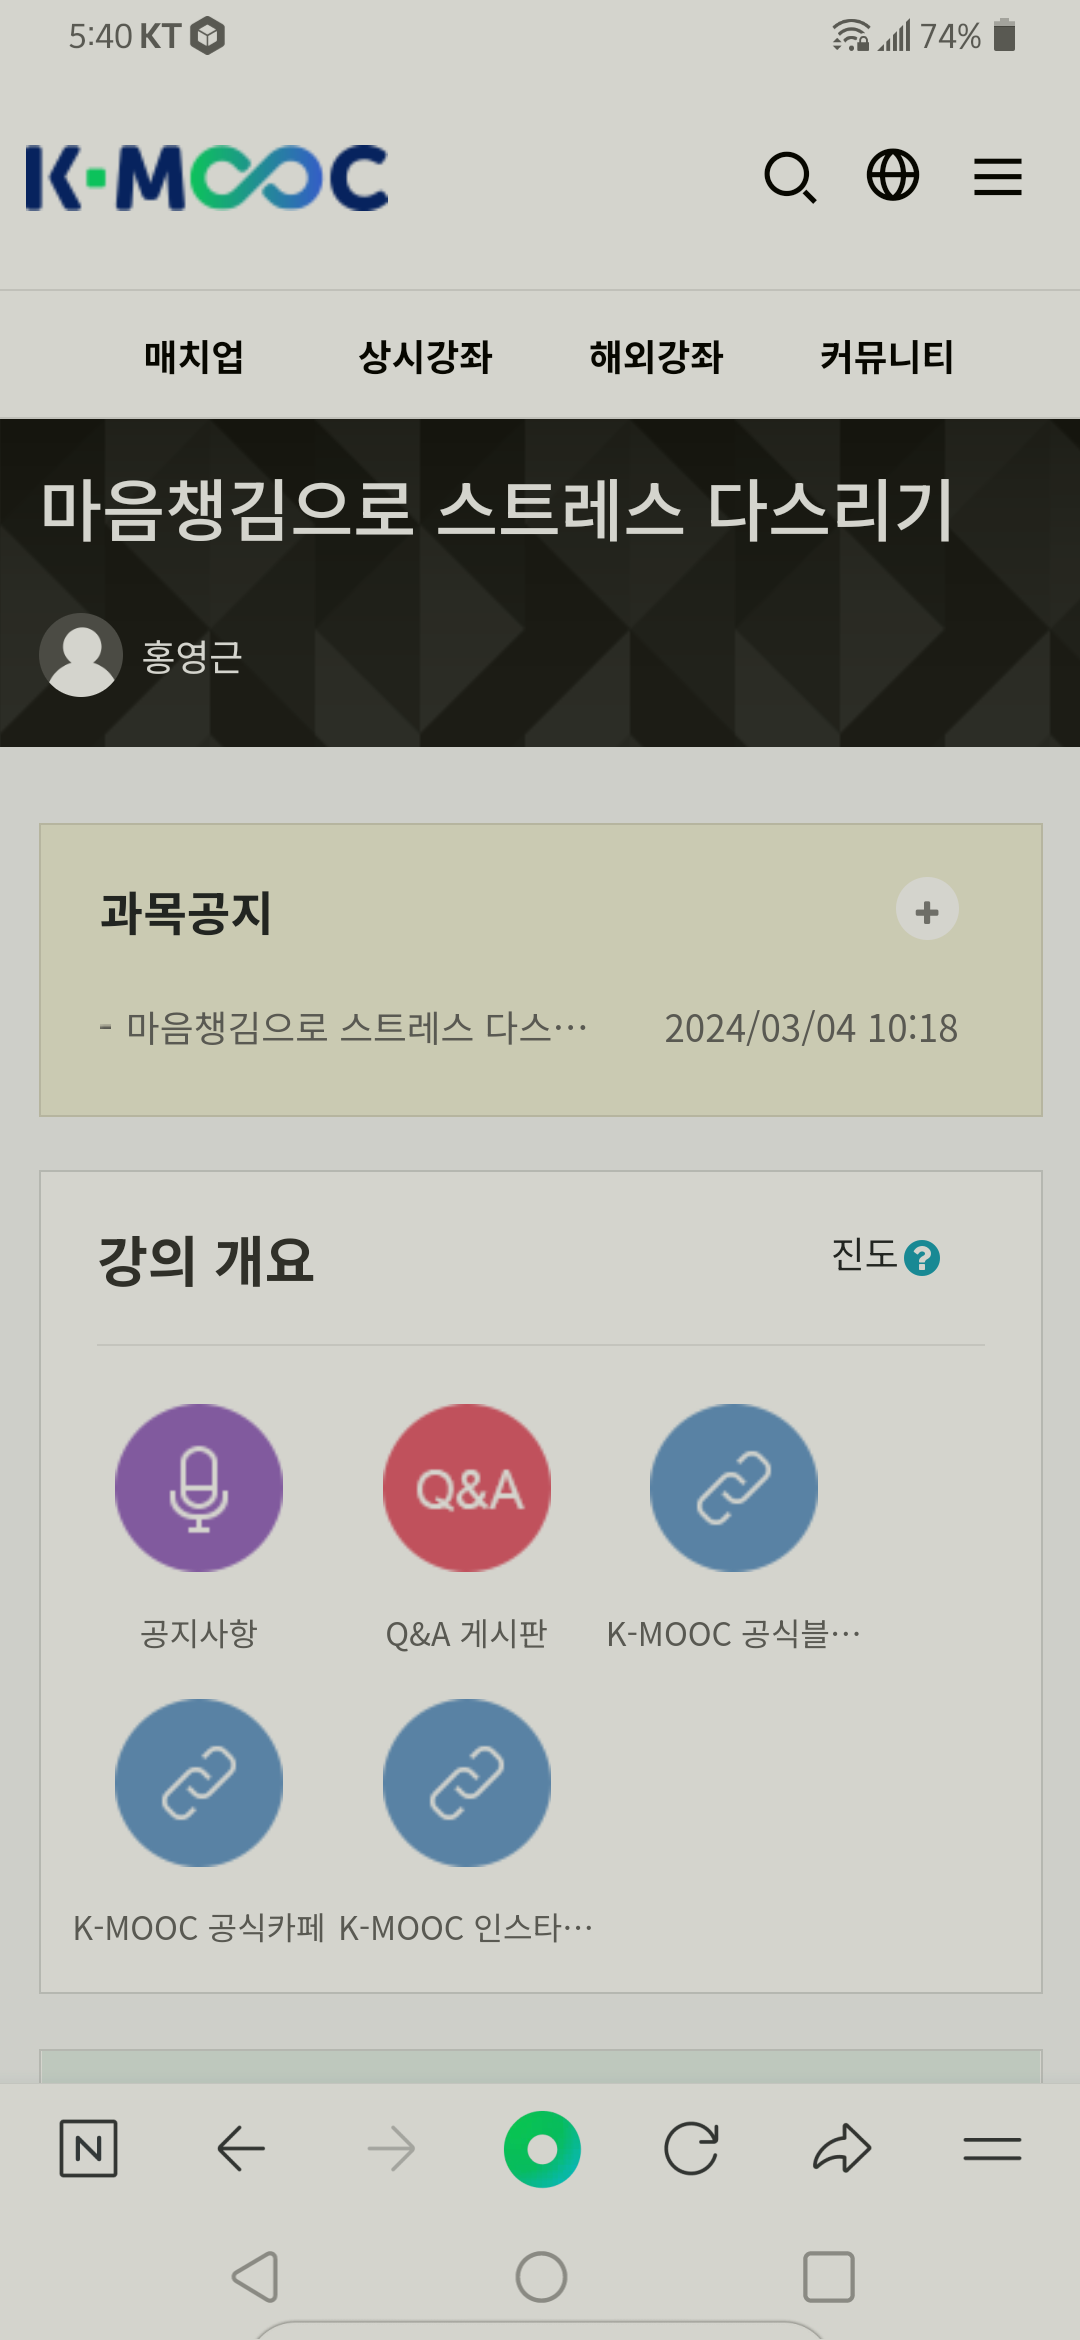 5:40 KT 74%
K-MOOC
매치업 상시강좌 해외강좌 커뮤니티
마음챙김으로 스트레스 다스리기
홍영근
과목공지
- 마음챙김으로 스트레스 다스… 2024/03/04 10:18
강의 개요 진도 ?
Q&A
공지사항 Q&A 게시판 K-MOOC 공식블…
K-MOOC 공식카페 K-MOOC 인스타…
N